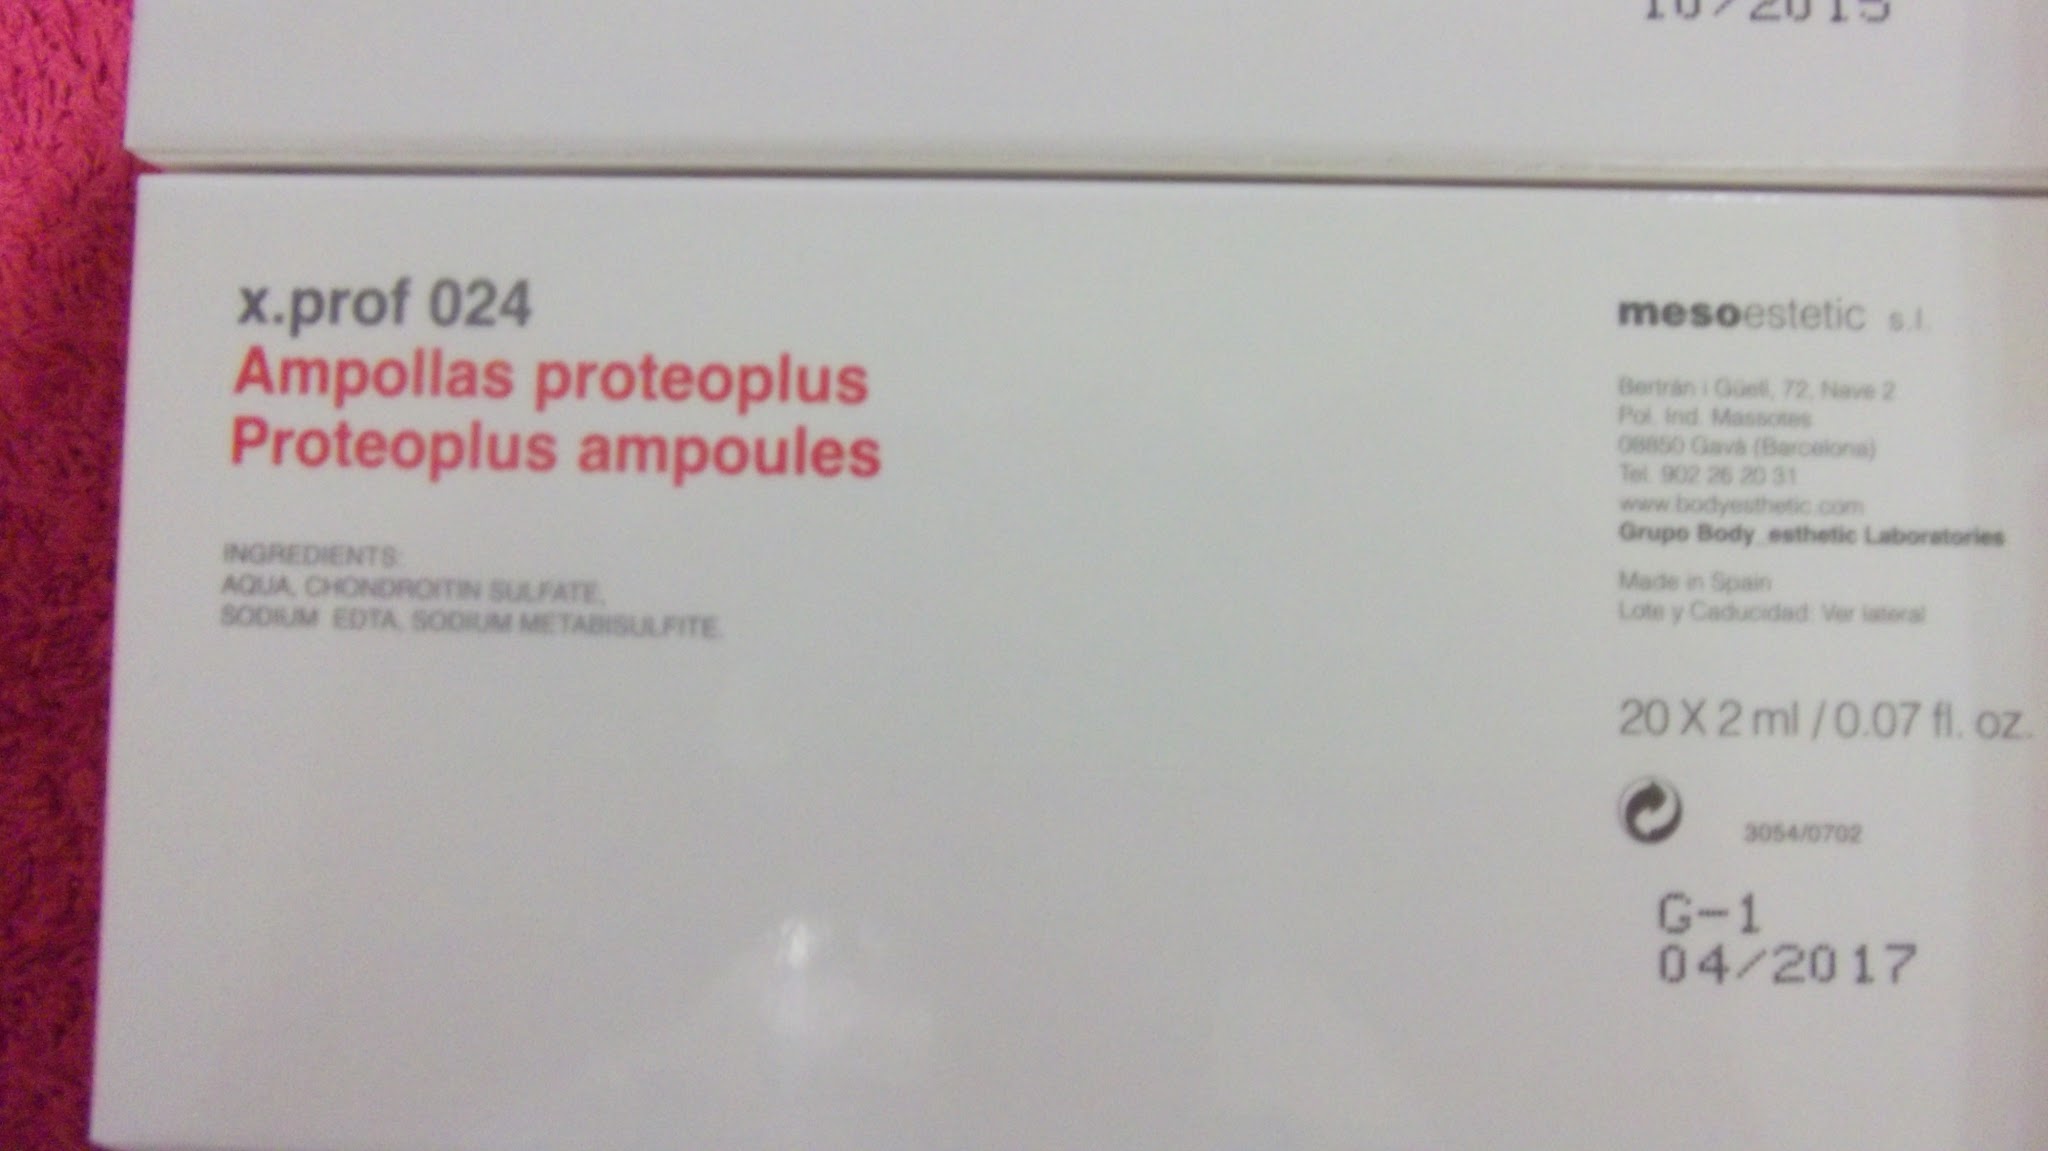 10/2015
x.prof 024
Ampollas proteoplus
Proteoplus ampoules
INGREDIENTS:
AQUA, CHONDROITIN SULFATE,
SODIUM EDTA, SODIUM METABISULFITE.
mesoestetic s.l.
Bertrán i Güell, 72, Nave 2
Pol. Ind. Massotes
08850 Gavà (Barcelona)
Tel. 902 26 20 31
www.bodyesthetic.com
Grupo Body_esthetic Laboratories
Made in Spain
Lote y Caducidad: Ver lateral
20 X 2 ml / 0.07 fl. oz.
3054/0702
G-1
04/2017